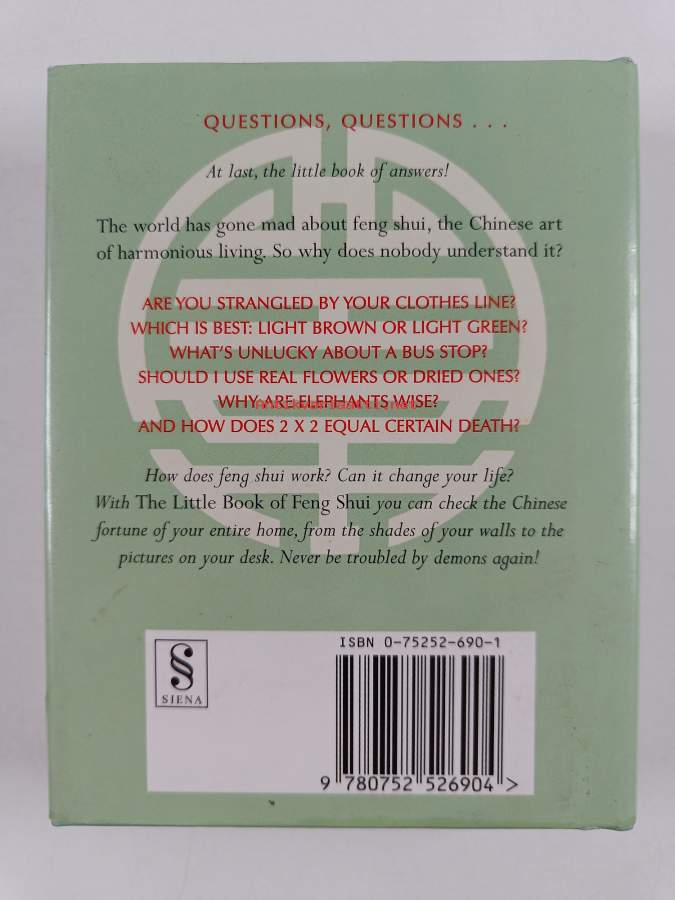 QUESTIONS, QUESTIONS . . .
At last, the little book of answers!
The world has gone mad about feng shui, the Chinese art
of harmonious living. So why does nobody understand it?
ARE YOU STRANGLED BY YOUR CLOTHES LINE?
WHICH IS BEST: LIGHT BROWN OR LIGHT GREEN?
WHAT'S UNLUCKY ABOUT A BUS STOP?
SHOULD I USE REAL FLOWERS OR DRIED ONES?
WHY ARE ELEPHANTS WISE?
AND HOW DOES 2 X 2 EQUAL CERTAIN DEATH?
How does feng shui work? Can it change your life?
With The Little Book of Feng Shui you can check the Chinese
fortune of your entire home, from the shades of your walls to the
pictures on your desk. Never be troubled by demons again!
ISBN 0-75252-690-1
SIENA
9 780752 526904 >